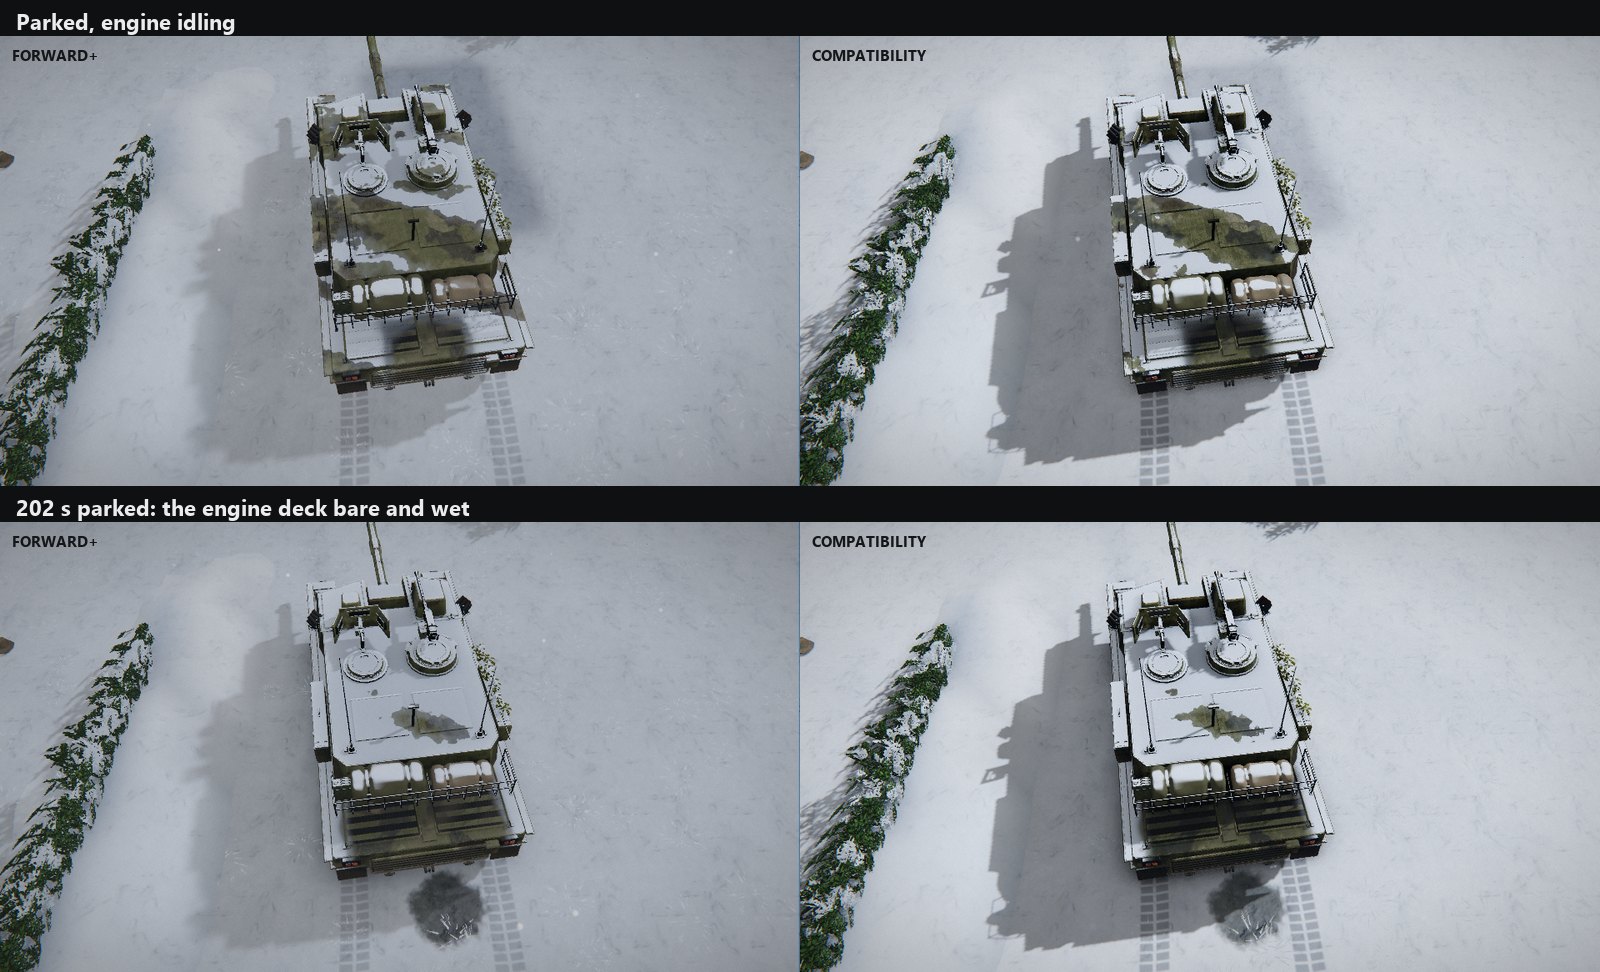 Parked, engine idling
FORWARD+
COMPATIBILITY
202 s parked: the engine deck bare and wet
FORWARD+
COMPATIBILITY